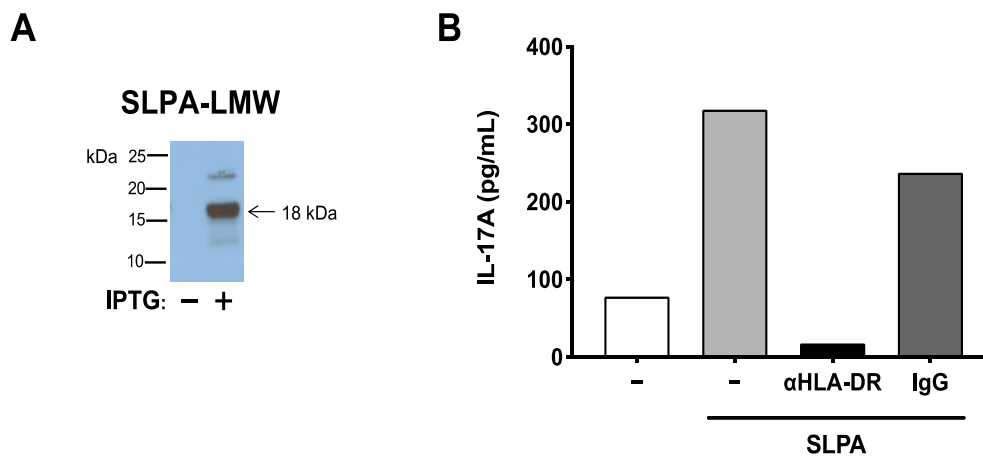 A
SLPA-LMW
kDa 25
20
15
10
← 18 kDa
IPTG: − +
B
IL-17A (pg/mL)
400
300
200
100
0
− − αHLA-DR IgG
SLPA